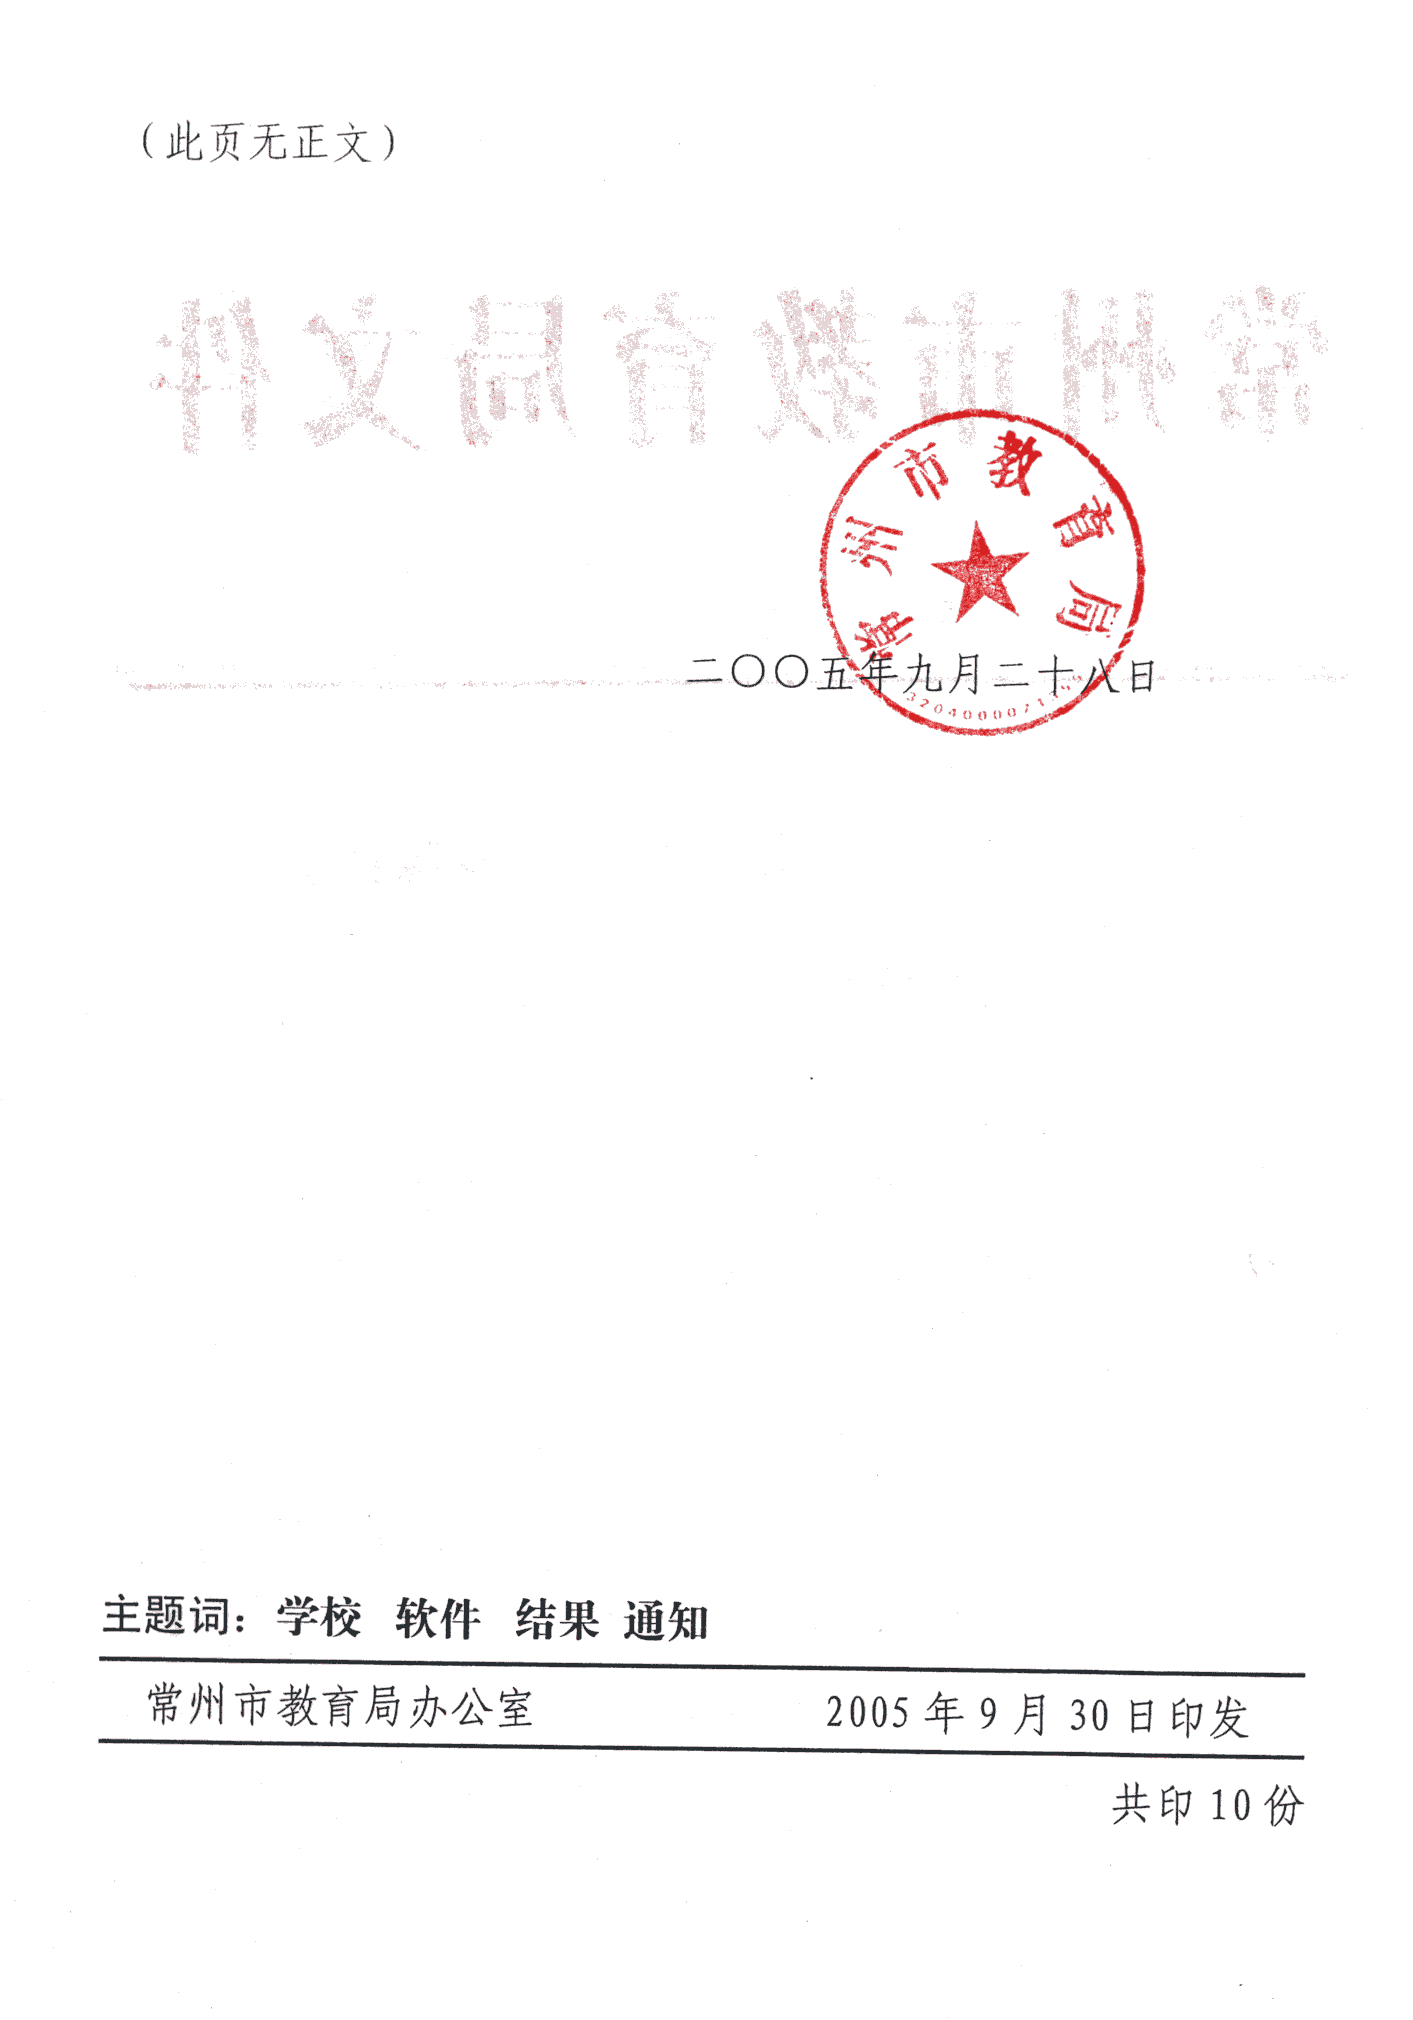 （此页无正文）
常州市教育局文件
常州市教育局
二〇〇五年九月二十八日
主题词：学校 软件 结果 通知
常州市教育局办公室 2005年9月30日印发
共印10份